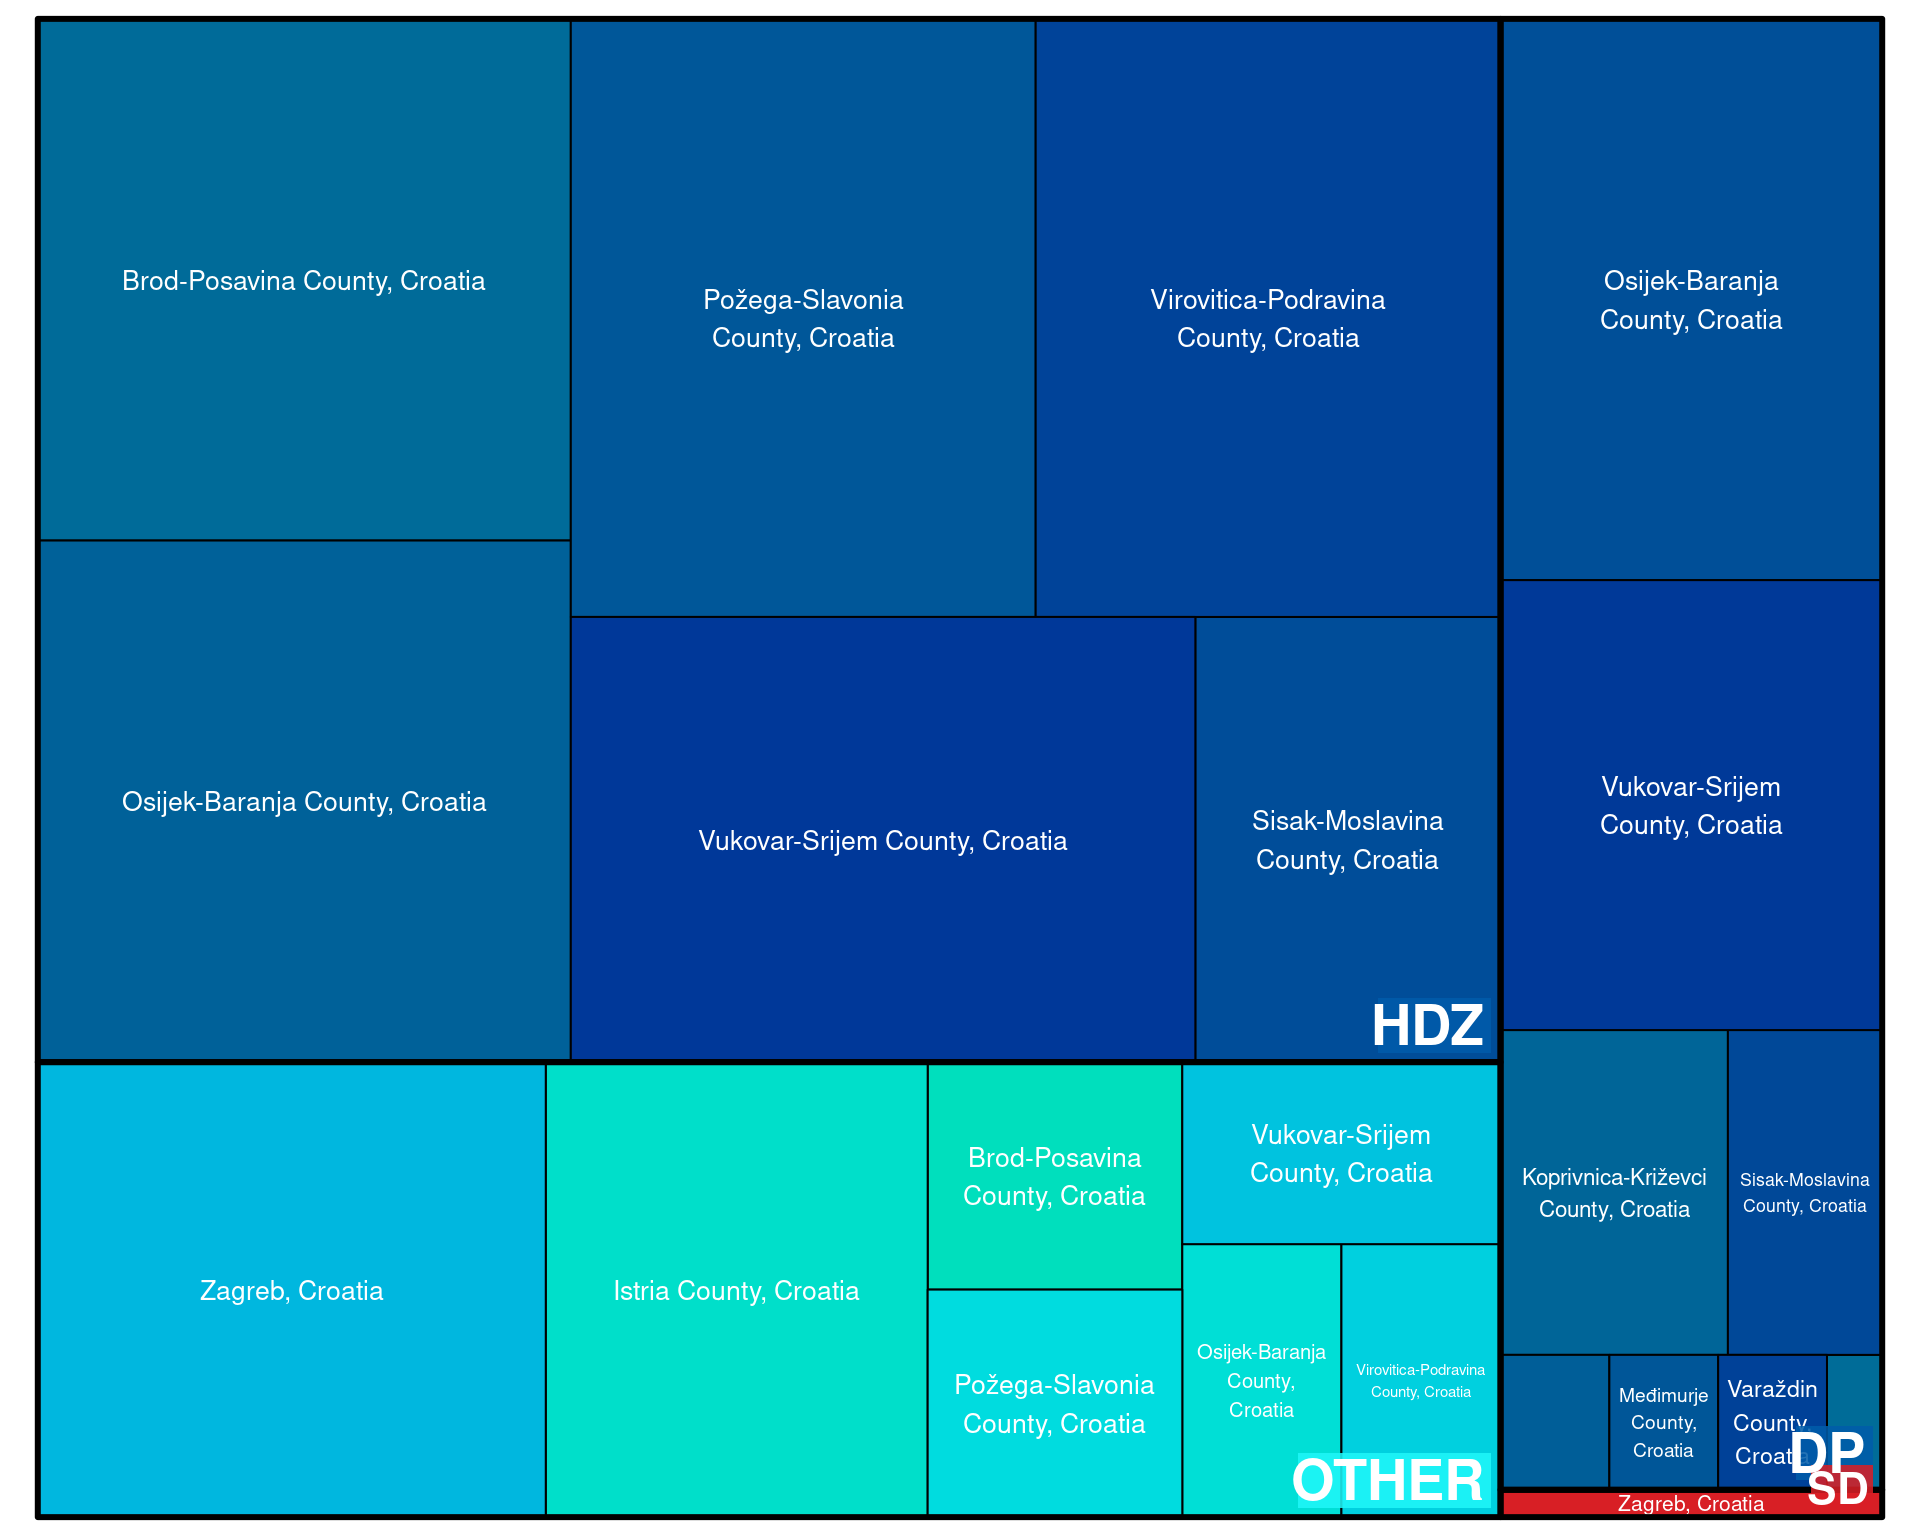 Brod-Posavina County, Croatia
Požega-Slavonia
County, Croatia
Virovitica-Podravina
County, Croatia
Osijek-Baranja County, Croatia
Vukovar-Srijem County, Croatia
Sisak-Moslavina
County, Croatia
HDZ
Osijek-Baranja
County, Croatia
Vukovar-Srijem
County, Croatia
Koprivnica-Križevci
County, Croatia
Sisak-Moslavina
County, Croatia
Međimurje
County,
Croatia
Varaždin
County,
Croatia
DP
Zagreb, Croatia
Istria County, Croatia
Brod-Posavina
County, Croatia
Požega-Slavonia
County, Croatia
Vukovar-Srijem
County, Croatia
Osijek-Baranja
County,
Croatia
Virovitica-Podravina
County, Croatia
OTHER
Zagreb, Croatia
SD